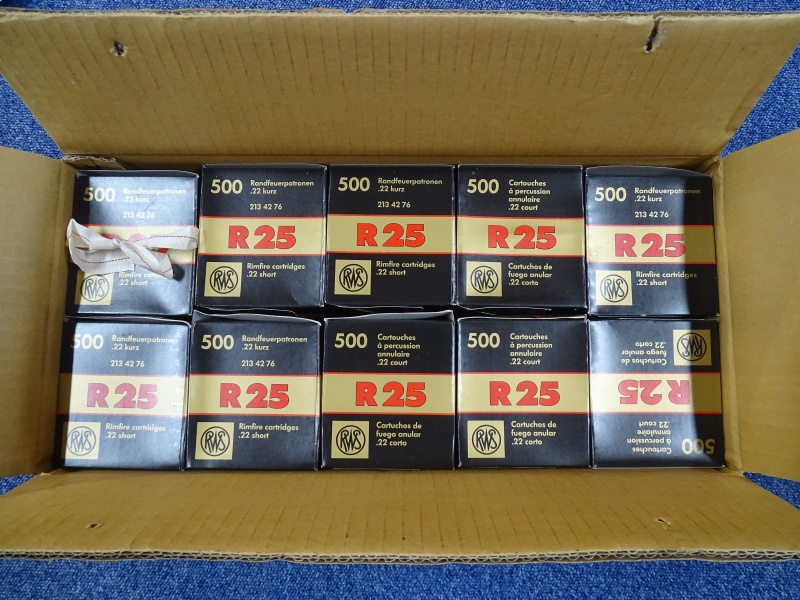 500 Randfeuerpatronen
.22 kurz
213 42 76
Rimfire cartridges
.22 short
RWS
500 Randfeuerpatronen
.22 kurz
213 42 76
R25
Rimfire cartridges
.22 short
RWS
500 Randfeuerpatronen
.22 kurz
213 42 76
R25
Rimfire cartridges
.22 short
RWS
500 Cartouches
à percussion
annulaire
.22 court
R25
Cartuchos de
fuego anular
.22 corto
RWS
500 Randfeuerpatronen
.22 kurz
213 42 76
R25
Rimfire cartridges
.22 short
RWS
500 Randfeuerpatronen
.22 kurz
213 42 76
R25
Rimfire cartridges
.22 short
RWS
500 Randfeuerpatronen
.22 kurz
213 42 76
R25
Rimfire cartridges
.22 short
RWS
500 Cartouches
à percussion
annulaire
.22 court
R25
Cartuchos de
fuego anular
.22 corto
RWS
500 Cartouches
à percussion
annulaire
.22 court
R25
Cartuchos de
fuego anular
.22 corto
RWS
500 Cartouches
à percussion
annulaire
.22 court
R25
Cartuchos de
fuego anular
.22 corto
RWS